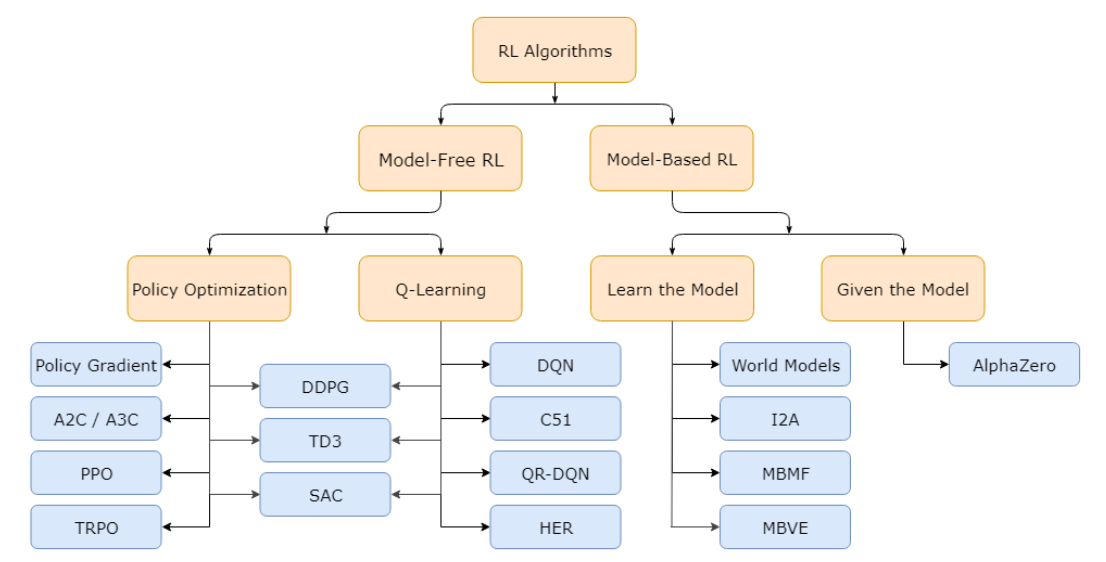 RL Algorithms
Model-Free RL
Model-Based RL
Policy Optimization
Q-Learning
Learn the Model
Given the Model
Policy Gradient
DDPG
DQN
World Models
AlphaZero
A2C / A3C
TD3
C51
I2A
PPO
SAC
QR-DQN
MBMF
TRPO
HER
MBVE